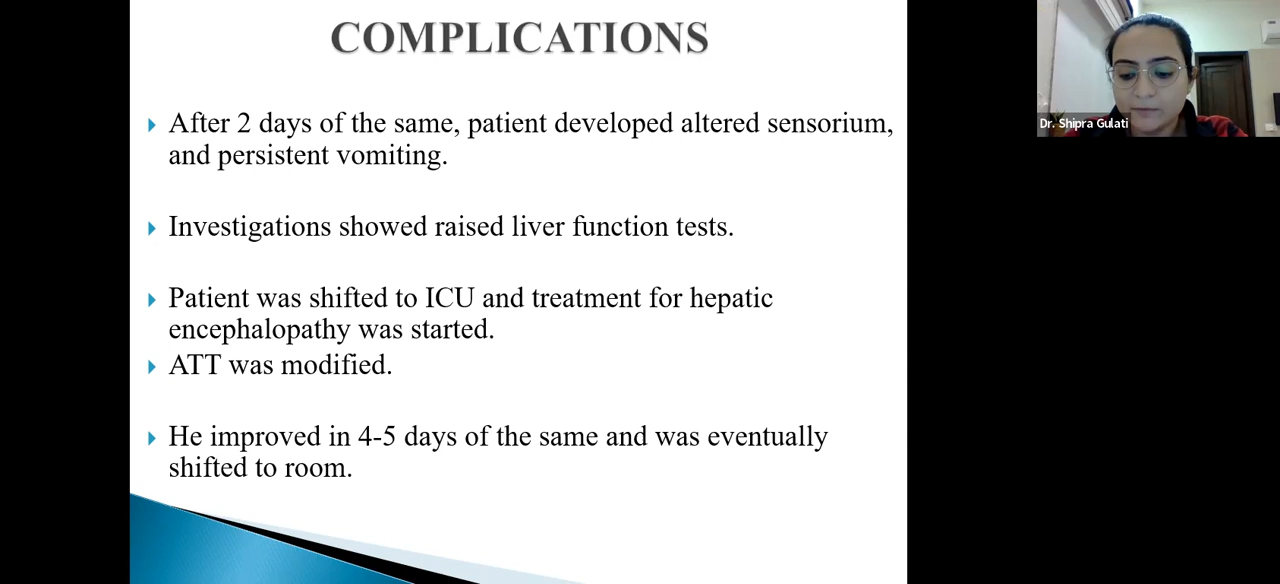 COMPLICATIONS
After 2 days of the same, patient developed altered sensorium,
and persistent vomiting.
Investigations showed raised liver function tests.
Patient was shifted to ICU and treatment for hepatic
encephalopathy was started.
ATT was modified.
He improved in 4-5 days of the same and was eventually
shifted to room.
Dr. Shipra Gulati